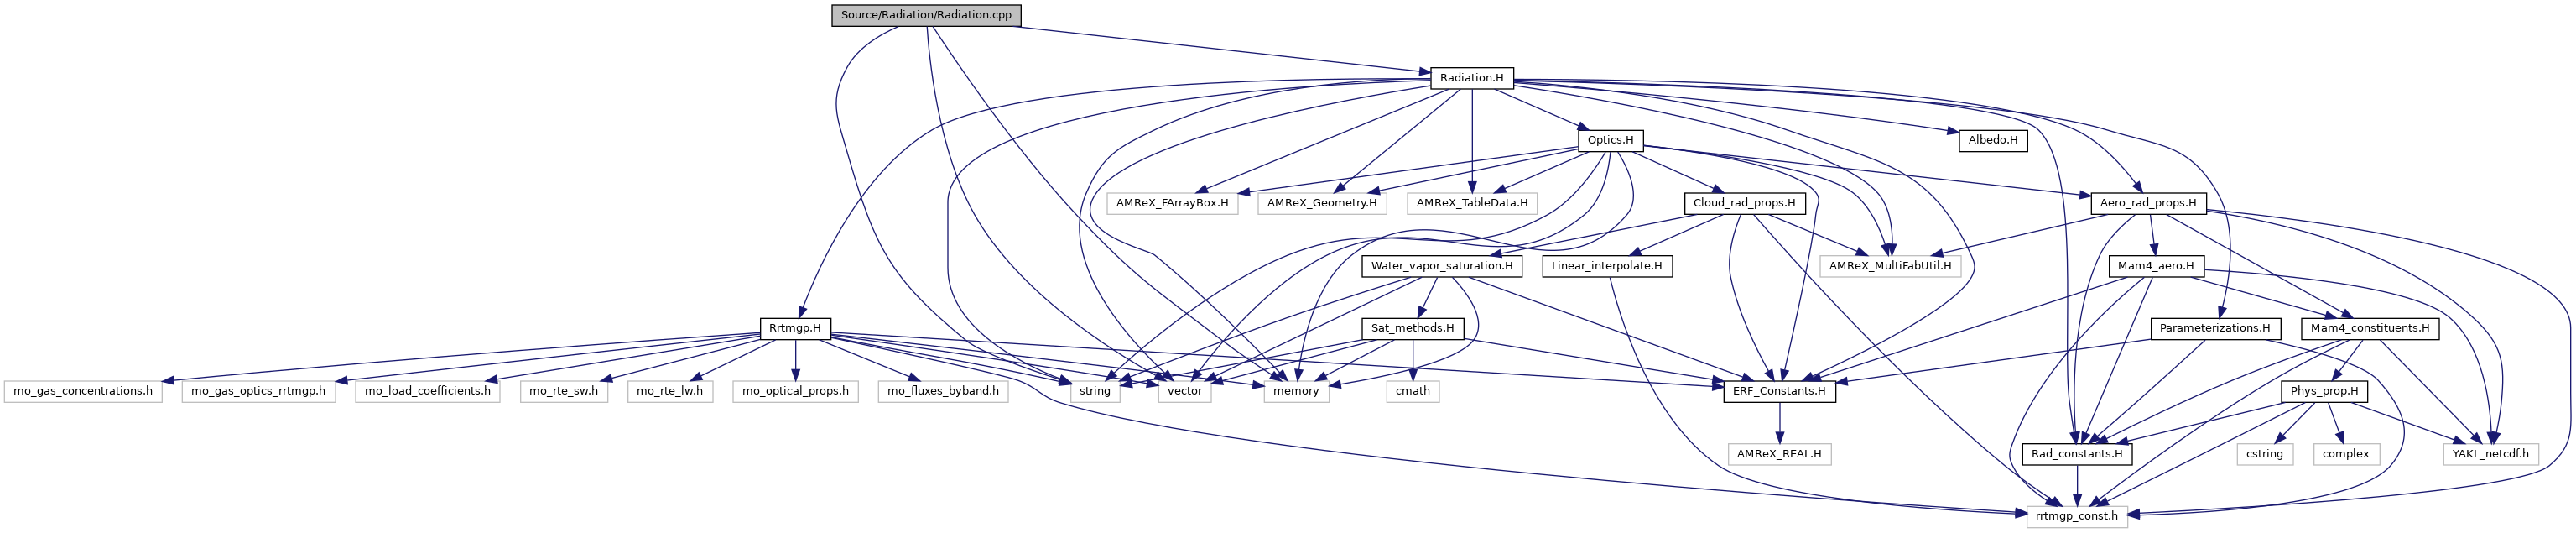 Source/Radiation/Radiation.cpp
Radiation.H
Optics.H
Albedo.H
AMReX_FArrayBox.H
AMReX_Geometry.H
AMReX_TableData.H
Cloud_rad_props.H
Aero_rad_props.H
Water_vapor_saturation.H
Linear_interpolate.H
AMReX_MultiFabUtil.H
Mam4_aero.H
Rrtmgp.H
Sat_methods.H
Parameterizations.H
Mam4_constituents.H
mo_gas_concentrations.h
mo_gas_optics_rrtmgp.h
mo_load_coefficients.h
mo_rte_sw.h
mo_rte_lw.h
mo_optical_props.h
mo_fluxes_byband.h
string
vector
memory
cmath
ERF_Constants.H
Phys_prop.H
AMReX_REAL.H
Rad_constants.H
cstring
complex
YAKL_netcdf.h
rrtmgp_const.h